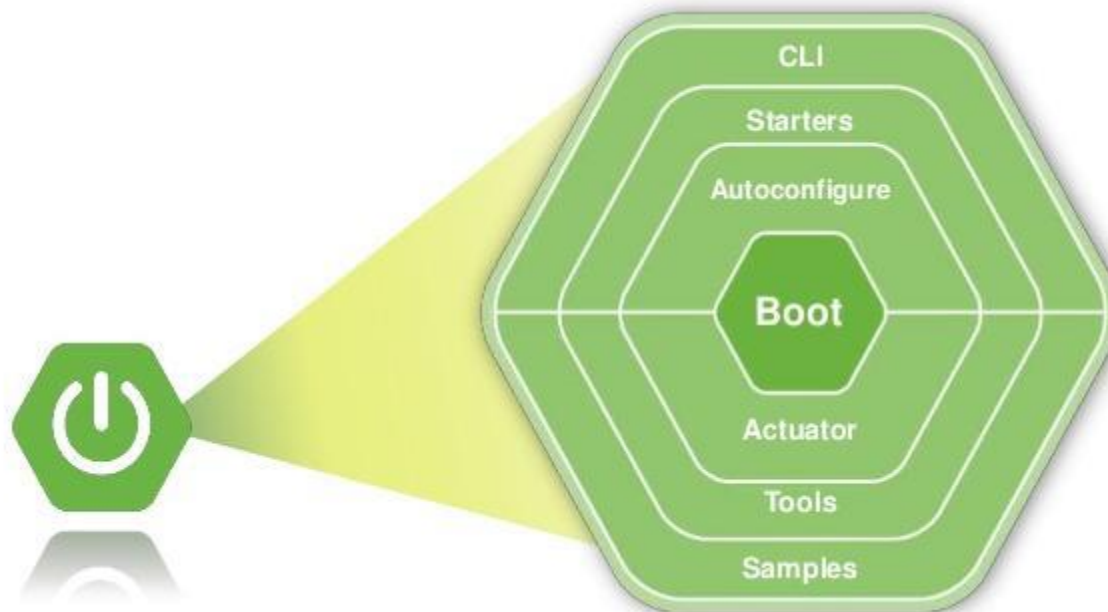 CLI
Starters
Autoconfigure
Boot
Actuator
Tools
Samples